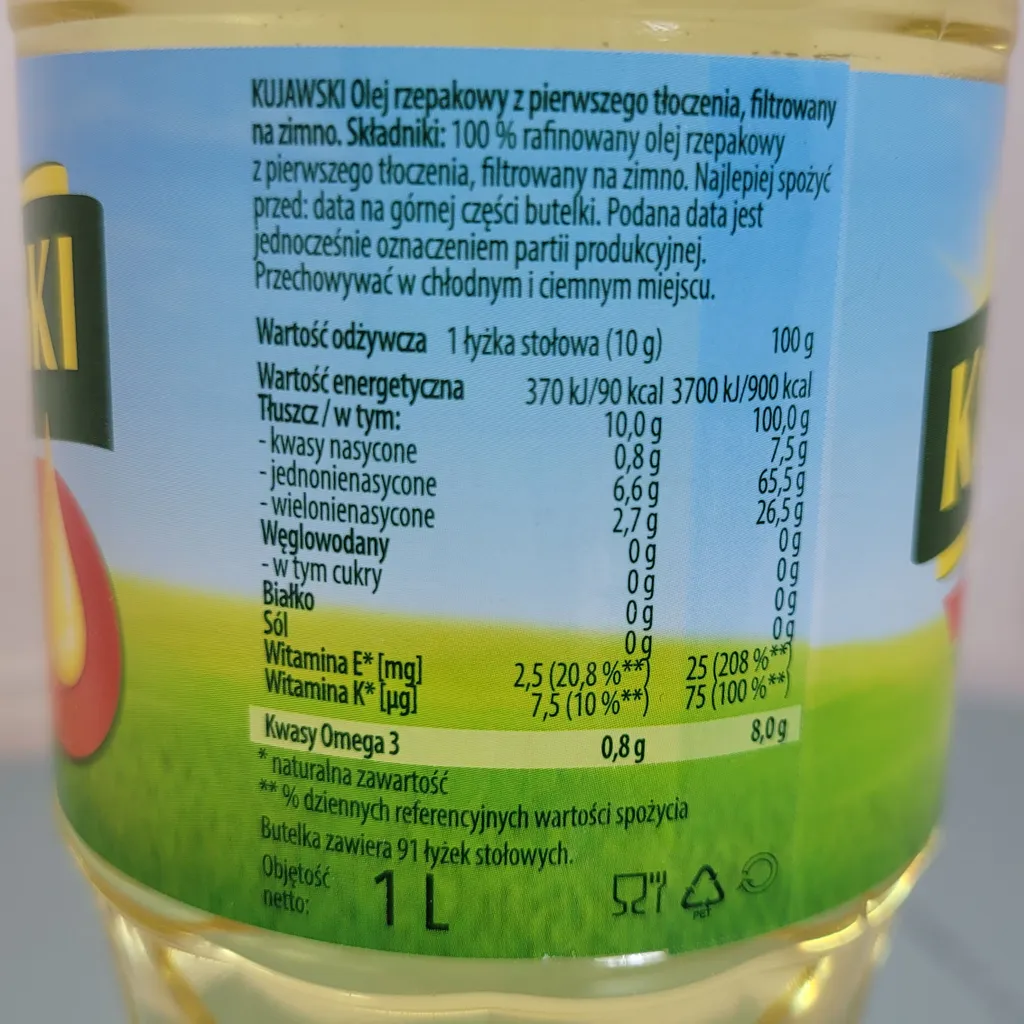 KUJAWSKI Olej rzepakowy z pierwszego tłoczenia, filtrowany
na zimno. Składniki: 100 % rafinowany olej rzepakowy
z pierwszego tłoczenia, filtrowany na zimno. Najlepiej spożyć
przed: data na górnej części butelki. Podana data jest
jednocześnie oznaczeniem partii produkcyjnej.
Przechowywać w chłodnym i ciemnym miejscu.
Wartość odżywcza 1 łyżka stołowa (10 g) 100 g
Wartość energetyczna 370 kJ/90 kcal 3700 kJ/900 kcal
Tłuszcz / w tym: 10,0 g 100,0 g
- kwasy nasycone 0,8 g 7,5 g
- jednonienasycone 6,6 g 65,5 g
- wielonienasycone 2,7 g 26,5 g
Węglowodany 0 g 0 g
- w tym cukry 0 g 0 g
Białko 0 g 0 g
Sól 0 g 0 g
Witamina E* [mg] 2,5 (20,8 %**) 25 (208 %**)
Witamina K* [µg] 7,5 (10 %**) 75 (100 %**)
Kwasy Omega 3 0,8 g 8,0 g
* naturalna zawartość
** % dziennych referencyjnych wartości spożycia
Butelka zawiera 91 łyżek stołowych.
Objętość
netto: 1 L
PET
KI
K